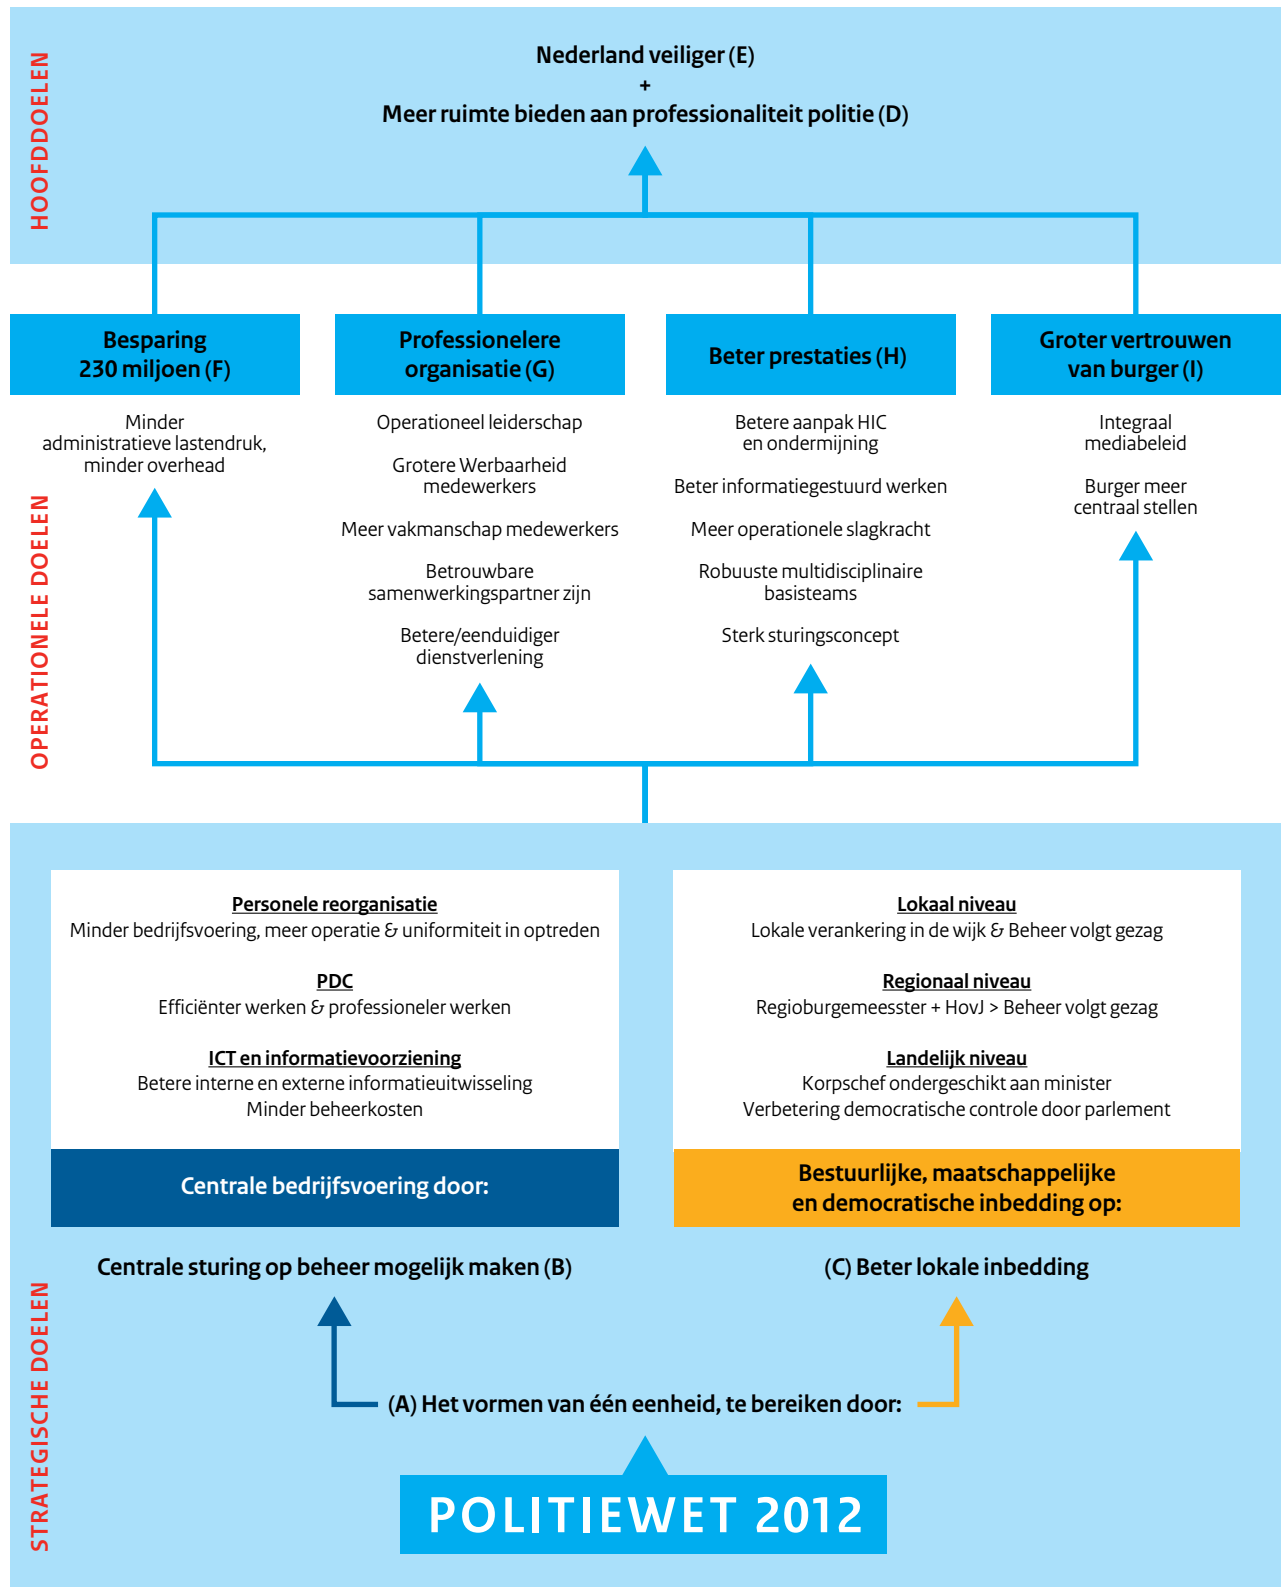 HOOFDDOELEN
Nederland veiliger (E)
+
Meer ruimte bieden aan professionaliteit politie (D)
OPERATIONELE DOELEN
Besparing
230 miljoen (F)
Minder
administratieve lastendruk,
minder overhead
Professionelere
organisatie (G)
Operationeel leiderschap
Grotere Werbaarheid
medewerkers
Meer vakmanschap medewerkers
Betrouwbare
samenwerkingspartner zijn
Betere/eenduidiger
dienstverlening
Beter prestaties (H)
Betere aanpak HIC
en ondermijning
Beter informatiegestuurd werken
Meer operationele slagkracht
Robuuste multidisciplinaire
basisteams
Sterk sturingsconcept
Groter vertrouwen
van burger (I)
Integraal
mediabeleid
Burger meer
centraal stellen
STRATEGISCHE DOELEN
Personele reorganisatie
Minder bedrijfsvoering, meer operatie & uniformiteit in optreden
PDC
Efficiënter werken & professioneler werken
ICT en informatievoorziening
Betere interne en externe informatieuitwisseling
Minder beheerkosten
Centrale bedrijfsvoering door:
Centrale sturing op beheer mogelijk maken (B)
Lokaal niveau
Lokale verankering in de wijk & Beheer volgt gezag
Regionaal niveau
Regioburgemeesster + HovJ > Beheer volgt gezag
Landelijk niveau
Korpschef ondergeschikt aan minister
Verbetering democratische controle door parlement
Bestuurlijke, maatschappelijke
en democratische inbedding op:
(C) Beter lokale inbedding
(A) Het vormen van één eenheid, te bereiken door:
POLITIEWET 2012